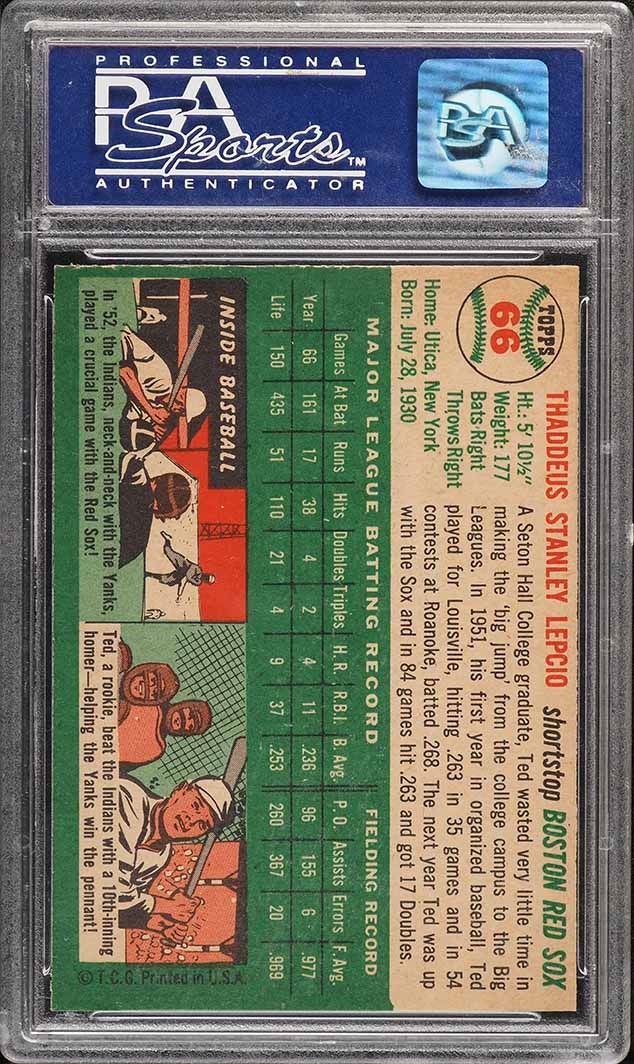 PROFESSIONAL
PSA
Sports™
AUTHENTICATOR
PSA
TOPPS
66
THADDEUS STANLEY LEPCIO shortstop BOSTON RED SOX
Ht.: 5' 10½"
Weight: 177
Bats-Right
Throws Right
Home: Utica, New York
Born: July 28, 1930
A Seton Hall College graduate, Ted wasted very little time in
making the 'big jump' from the college campus to the Big
Leagues. In 1951, his first year in organized baseball, Ted
played for Louisville, hitting .263 in 35 games and in 54
contests at Roanoke, batted .268. The next year Ted was up
with the Sox and in 84 games hit .263 and got 17 Doubles.
MAJOR LEAGUE BATTING RECORD FIELDING RECORD
Games At Bat Runs Hits Doubles Triples H.R. R.B.I. B. Avg. P.O. Assists Errors F. Avg
Year 66 161 17 38 4 2 4 11 .236 96 155 6 .977
Life 150 435 51 110 21 4 9 37 .253 260 367 20 .969
INSIDE BASEBALL
In '52, the Indians, neck-and-neck with the Yanks,
played a crucial game with the Red Sox!
Ted, a rookie, beat the Indians with a 10th-inning
homer—helping the Yanks win the pennant!
© T.C.G. Printed in U.S.A.